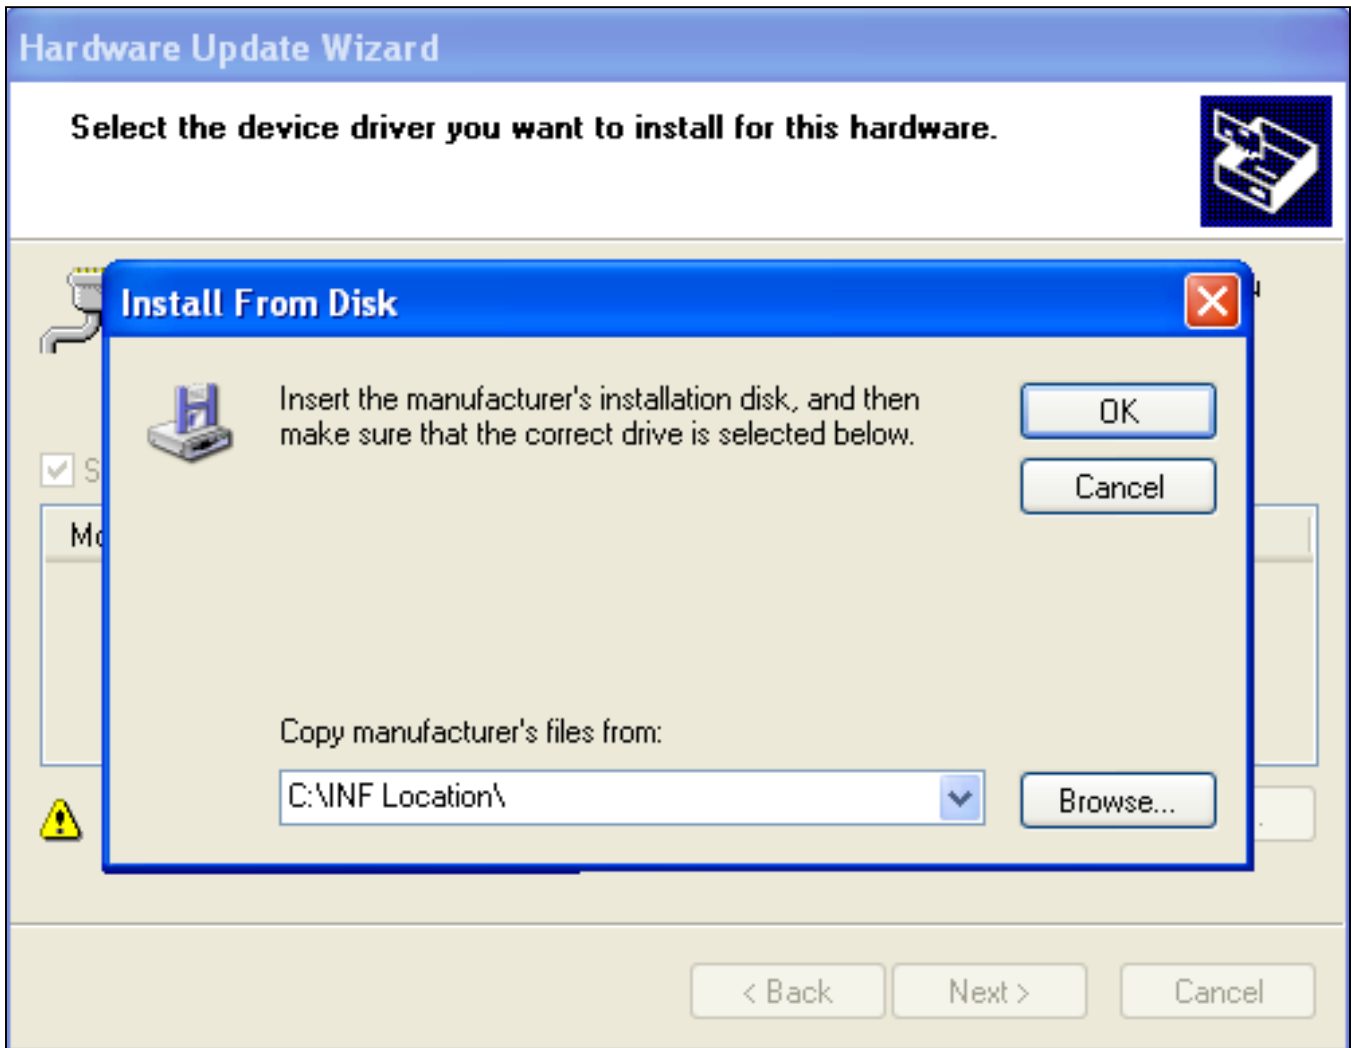 Hardware Update Wizard
Select the device driver you want to install for this hardware.
Install From Disk
Insert the manufacturer's installation disk, and then
make sure that the correct drive is selected below.
OK
Cancel
Copy manufacturer's files from:
C:\INF Location\
Browse...
< Back
Next >
Cancel